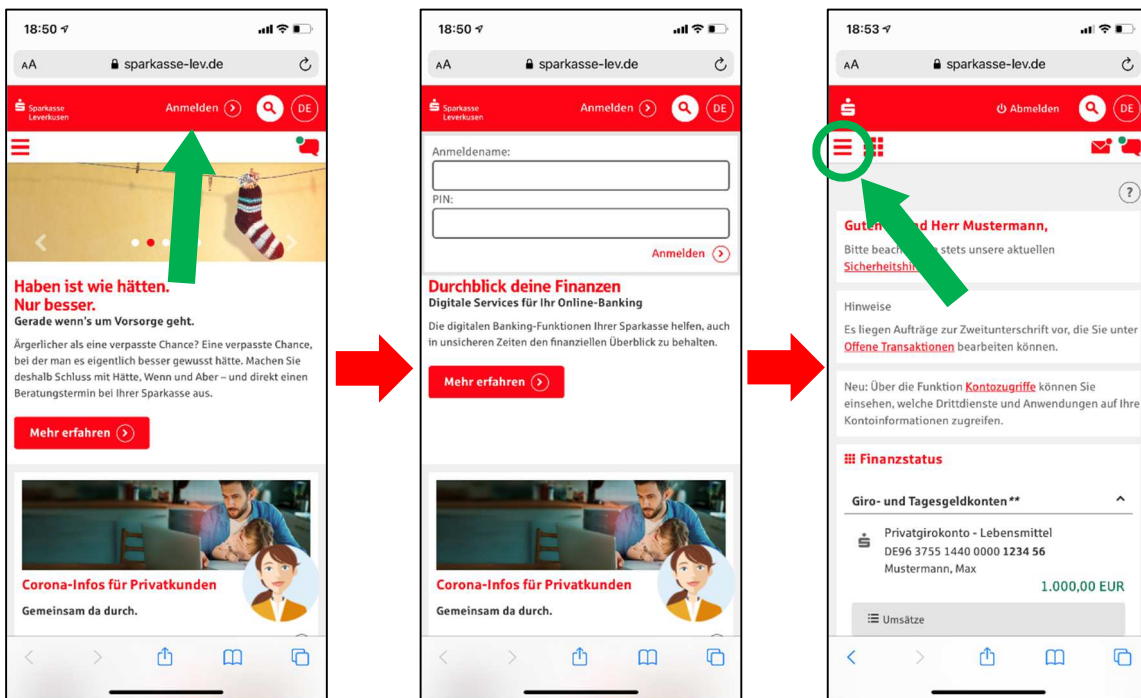 18:50
AA sparkasse-lev.de
Sparkasse
Leverkusen
Anmelden
DE
Haben ist wie hätten.
Nur besser.
Gerade wenn's um Vorsorge geht.
Ärgerlicher als eine verpasste Chance? Eine verpasste Chance,
bei der man es eigentlich besser gewusst hätte. Machen Sie
deshalb Schluss mit Hätte, Wenn und Aber – und direkt einen
Beratungstermin bei Ihrer Sparkasse aus.
Mehr erfahren
Corona-Infos für Privatkunden
Gemeinsam da durch.
18:50
AA sparkasse-lev.de
Sparkasse
Leverkusen
Anmelden
DE
Anmeldename:
PIN:
Anmelden
Durchblick deine Finanzen
Digitale Services für Ihr Online-Banking
Die digitalen Banking-Funktionen Ihrer Sparkasse helfen, auch
in unsicheren Zeiten den finanziellen Überblick zu behalten.
Mehr erfahren
Corona-Infos für Privatkunden
Gemeinsam da durch.
18:53
AA sparkasse-lev.de
Abmelden
DE
?
Guten Herr Mustermann,
Bitte stets unsere aktuellen
Hinweise
Es liegen Aufträge zur Zweitunterschrift vor, die Sie unter
Offene Transaktionen bearbeiten können.
Neu: Über die Funktion Kontozugriffe können Sie
einsehen, welche Drittdienste und Anwendungen auf Ihre
Kontoinformationen zugreifen.
Finanzstatus
Giro- und Tagesgeldkonten**
Privatgirokonto - Lebensmittel
DE96 3755 1440 0000 1234 56
Mustermann, Max
1.000,00 EUR
Umsätze